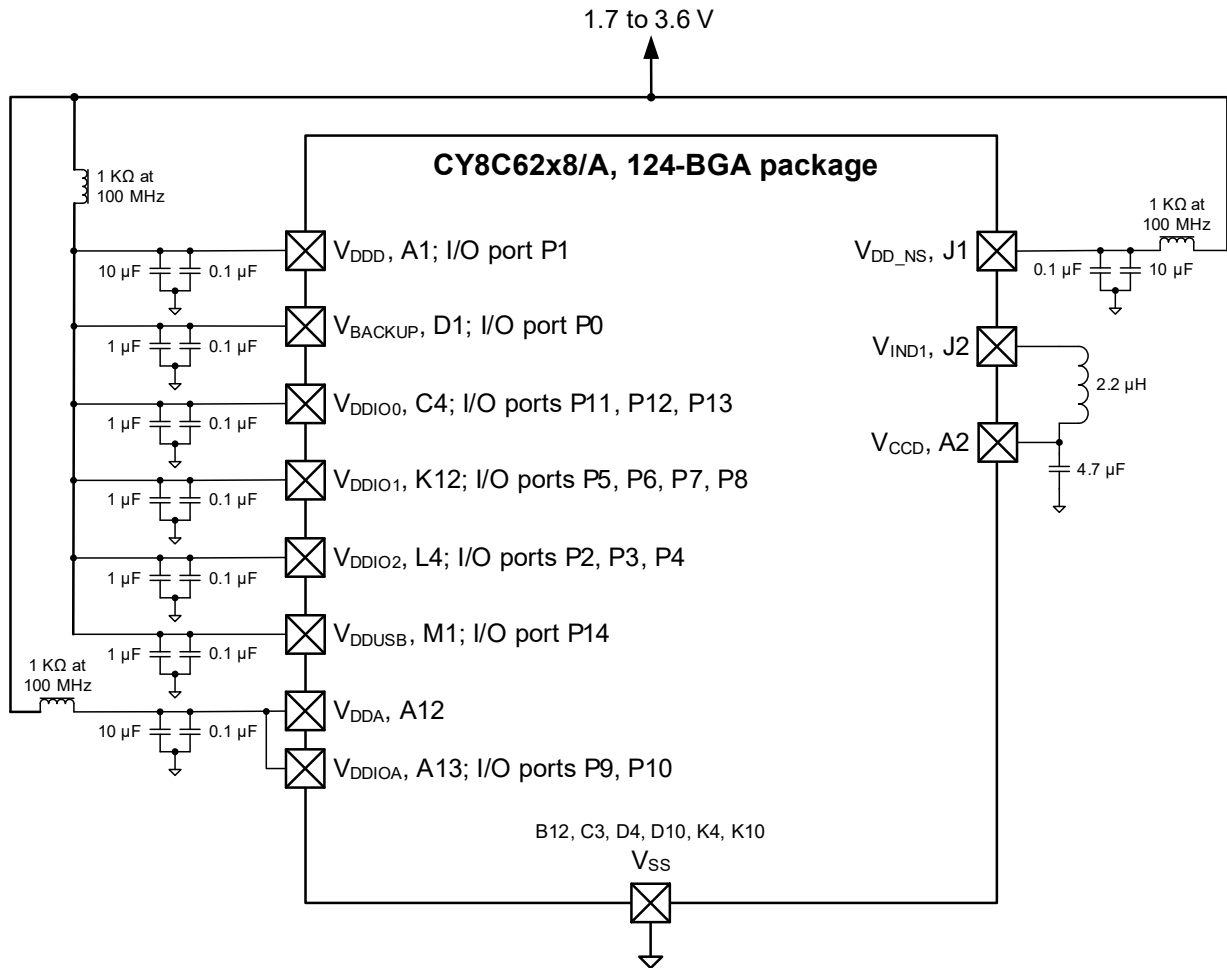 1.7 to 3.6 V
CY8C62x8/A, 124-BGA package
1 KΩ at
100 MHz
1 KΩ at
100 MHz
VDDD, A1; I/O port P1
10 µF
0.1 µF
VDD_NS, J1
0.1 µF
10 µF
VBACKUP, D1; I/O port P0
1 µF
0.1 µF
VIND1, J2
2.2 µH
VDDIO0, C4; I/O ports P11, P12, P13
1 µF
0.1 µF
VCCD, A2
4.7 µF
VDDIO1, K12; I/O ports P5, P6, P7, P8
1 µF
0.1 µF
VDDIO2, L4; I/O ports P2, P3, P4
1 µF
0.1 µF
VDDUSB, M1; I/O port P14
1 µF
0.1 µF
1 KΩ at
100 MHz
VDDA, A12
10 µF
0.1 µF
VDDIOA, A13; I/O ports P9, P10
B12, C3, D4, D10, K4, K10
VSS